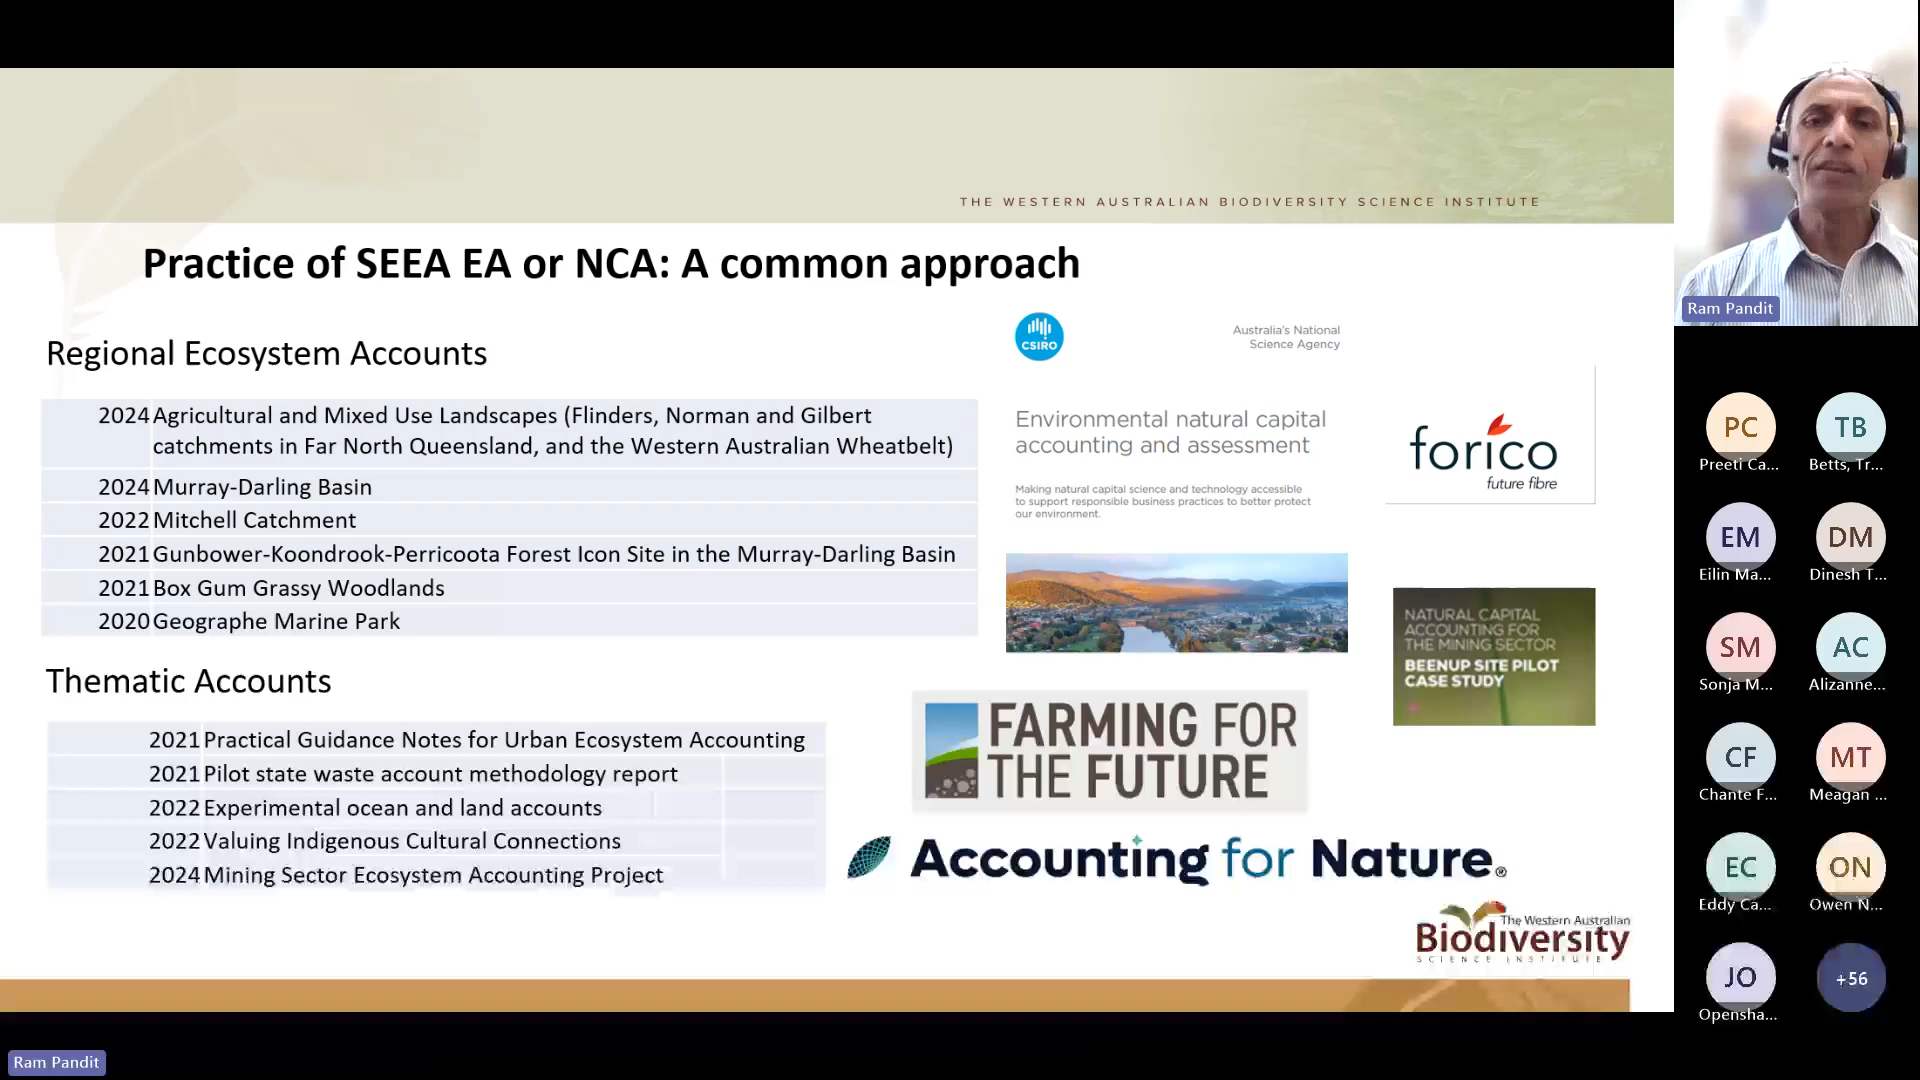 THE WESTERN AUSTRALIAN BIODIVERSITY SCIENCE INSTITUTE
Practice of SEEA EA or NCA: A common approach
Regional Ecosystem Accounts
2024 Agricultural and Mixed Use Landscapes (Flinders, Norman and Gilbert
catchments in Far North Queensland, and the Western Australian Wheatbelt)
2024 Murray-Darling Basin
2022 Mitchell Catchment
2021 Gunbower-Koondrook-Perricoota Forest Icon Site in the Murray-Darling Basin
2021 Box Gum Grassy Woodlands
2020 Geographe Marine Park
Thematic Accounts
2021 Practical Guidance Notes for Urban Ecosystem Accounting
2021 Pilot state waste account methodology report
2022 Experimental ocean and land accounts
2022 Valuing Indigenous Cultural Connections
2024 Mining Sector Ecosystem Accounting Project
CSIRO
Australia's National
Science Agency
Environmental natural capital
accounting and assessment
Making natural capital science and technology accessible
to support responsible business practices to better protect
our environment.
forico
future fibre
NATURAL CAPITAL
ACCOUNTING FOR
THE MINING SECTOR
BEENUP SITE PILOT
CASE STUDY
FARMING FOR
THE FUTURE
Accounting for Nature®
The Western Australian
Biodiversity
SCIENCE INSTITUTE
Ram Pandit
PC
Preeti Ca...
TB
Betts, Tr...
EM
Eilin Ma...
DM
Dinesh T...
SM
Sonja M...
AC
Alizanne...
CF
Chante F...
MT
Meagan ...
EC
Eddy Ca...
ON
Owen N...
JO
Opensha...
+56
Ram Pandit